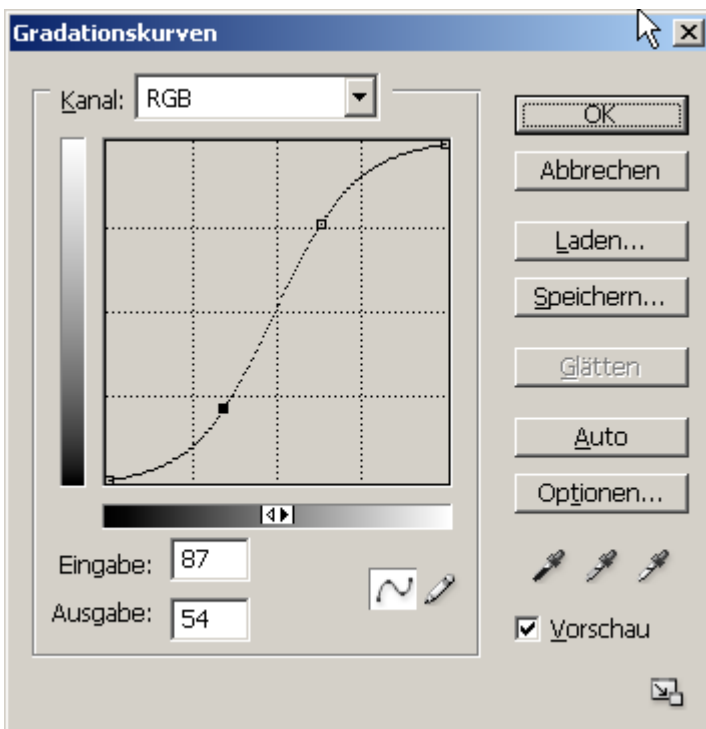 Gradationskurven
Kanal: RGB
OK
Abbrechen
Laden...
Speichern...
Glätten
Auto
Optionen...
Eingabe: 87
Ausgabe: 54
Vorschau